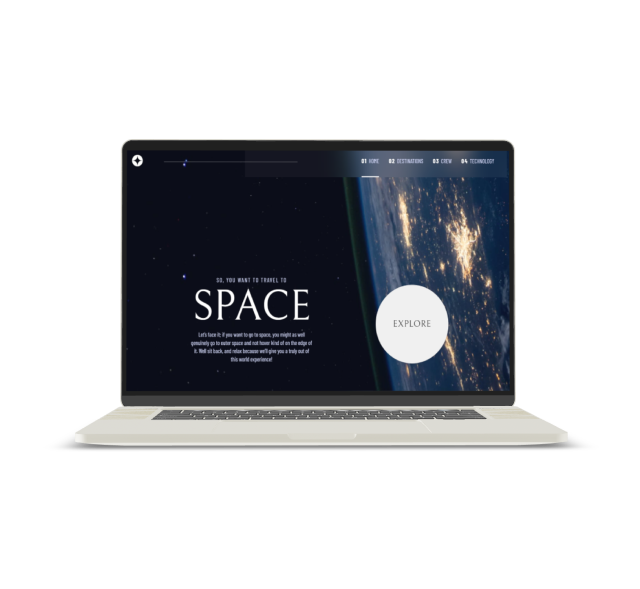 01 HOME 02 DESTINATIONS 03 CREW 04 TECHNOLOGY
SO, YOU WANT TO TRAVEL TO
SPACE
Let's face it; if you want to go to space, you might as well
genuinely go to outer space and not hover kind of on the edge of
it. Well sit back, and relax because we'll give you a truly out of
this world experience!
EXPLORE